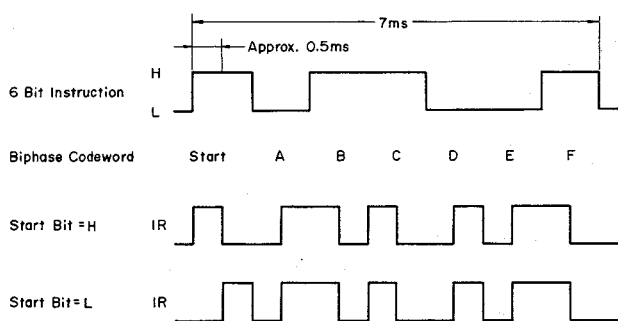 7ms
Approx. 0.5ms
H
6 Bit Instruction
L
Biphase Codeword Start A B C D E F
Start Bit = H IR
Start Bit = L IR